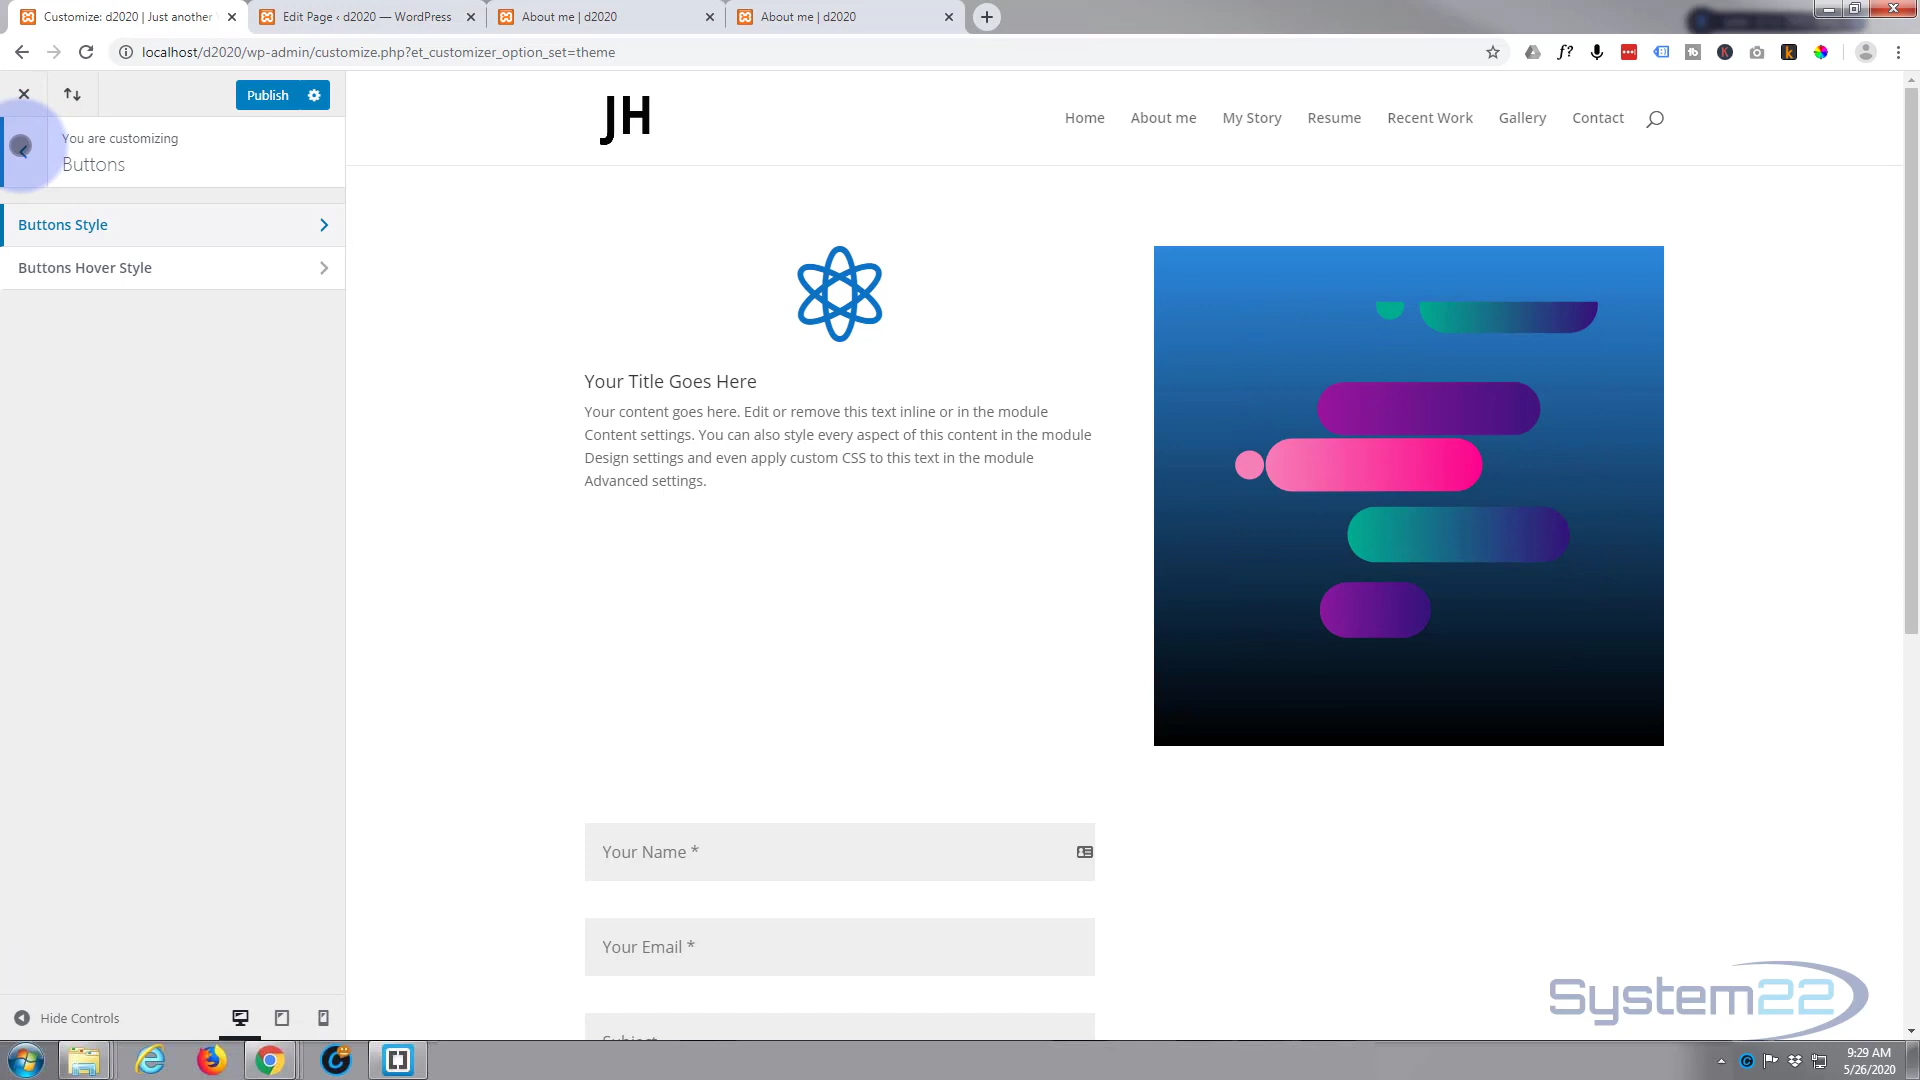 Customize: d2020 | Just another
Edit Page ‹ d2020 — WordPress
About me | d2020
About me | d2020
localhost/d2020/wp-admin/customize.php?et_customizer_option_set=theme
Publish
You are customizing
Buttons
Buttons Style
Buttons Hover Style
Hide Controls
JH
Home
About me
My Story
Resume
Recent Work
Gallery
Contact
Your Title Goes Here
Your content goes here. Edit or remove this text inline or in the module
Content settings. You can also style every aspect of this content in the module
Design settings and even apply custom CSS to this text in the module
Advanced settings.
Your Name *
Your Email *
Subject
System22
9:29 AM
5/26/2020